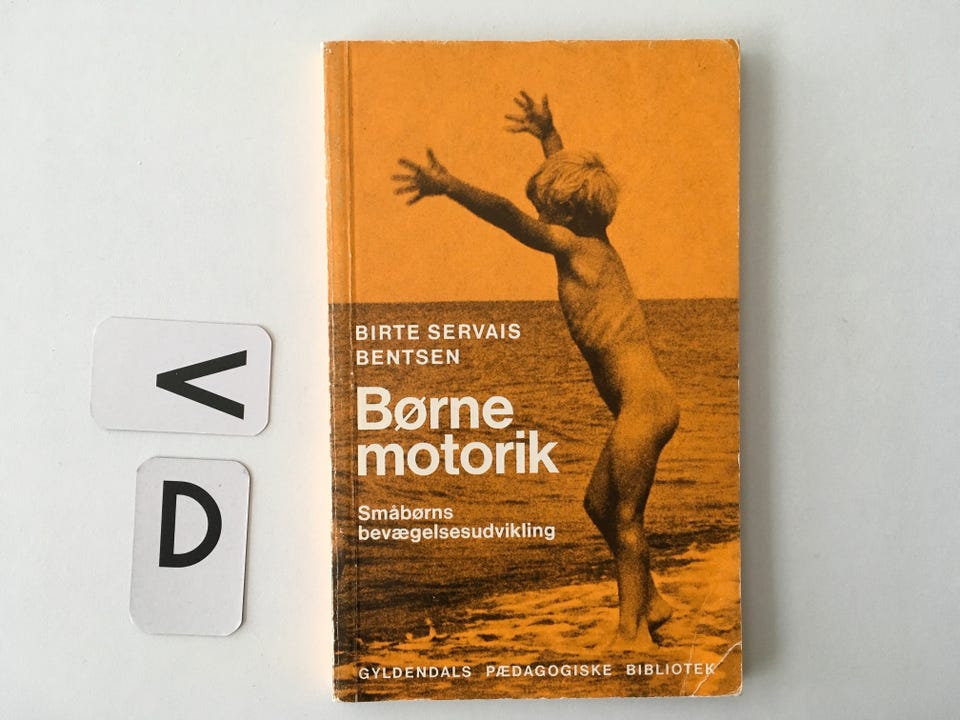 V
D
BIRTE SERVAIS
BENTSEN
Børne
motorik
Småbørns
bevægelsesudvikling
GYLDENDALS PÆDAGOGISKE BIBLIOTEK